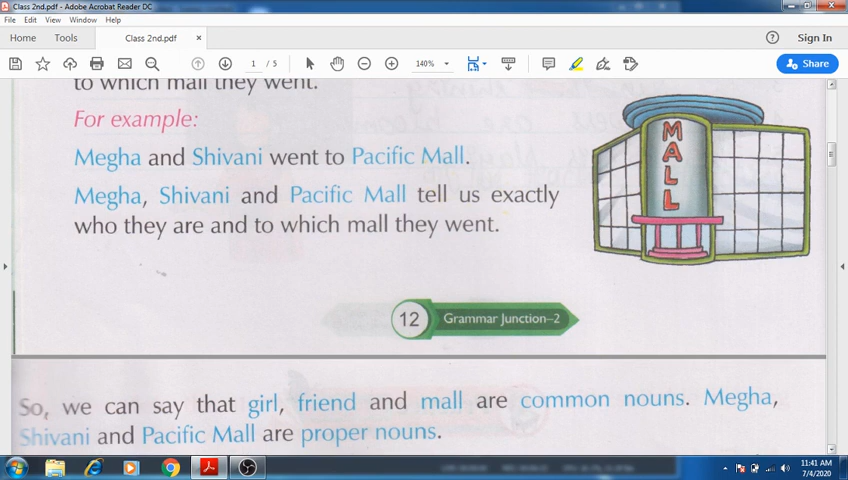 Class 2nd.pdf - Adobe Acrobat Reader DC
File Edit View Window Help
Home Tools Class 2nd.pdf × Sign In
1 / 5 140% Share
to which mall they went.
For example:
Megha and Shivani went to Pacific Mall.
Megha, Shivani and Pacific Mall tell us exactly
who they are and to which mall they went.
MALL
12 Grammar Junction–2
So, we can say that girl, friend and mall are common nouns. Megha,
Shivani and Pacific Mall are proper nouns.
11:41 AM
7/4/2020